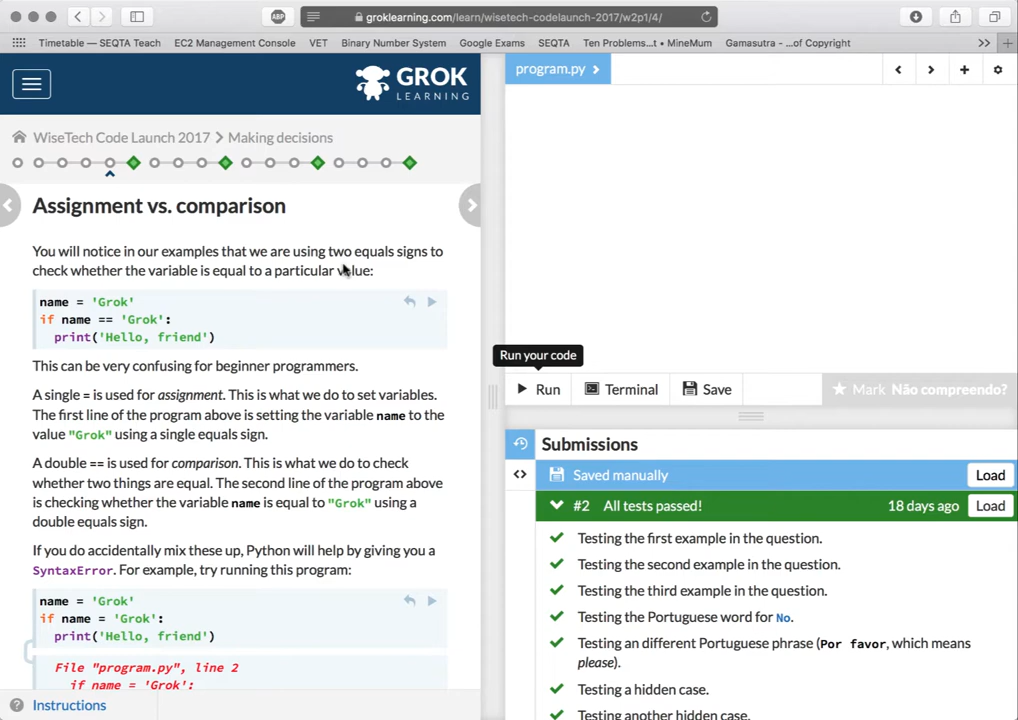 ABP
groklearning.com/learn/wisetech-codelaunch-2017/w2p1/4/
Timetable — SEQTA Teach
EC2 Management Console
VET
Binary Number System
Google Exams
SEQTA
Ten Problems...t • MineMum
Gamasutra - ...of Copyright
GROK
LEARNING
program.py
WiseTech Code Launch 2017
Making decisions
Assignment vs. comparison
You will notice in our examples that we are using two equals signs to
check whether the variable is equal to a particular value:
name = 'Grok'
if name == 'Grok':
print('Hello, friend')
This can be very confusing for beginner programmers.
A single = is used for assignment. This is what we do to set variables.
The first line of the program above is setting the variable name to the
value "Grok" using a single equals sign.
A double == is used for comparison. This is what we do to check
whether two things are equal. The second line of the program above
is checking whether the variable name is equal to "Grok" using a
double equals sign.
If you do accidentally mix these up, Python will help by giving you a
SyntaxError. For example, try running this program:
name = 'Grok'
if name = 'Grok':
print('Hello, friend')
File "program.py", line 2
if name = 'Grok':
Instructions
Run your code
Run
Terminal
Save
Mark Não compreendo?
Submissions
Saved manually
Load
#2 All tests passed!
18 days ago
Load
Testing the first example in the question.
Testing the second example in the question.
Testing the third example in the question.
Testing the Portuguese word for No.
Testing an different Portuguese phrase (Por favor, which means
please).
Testing a hidden case.
Testing another hidden case.